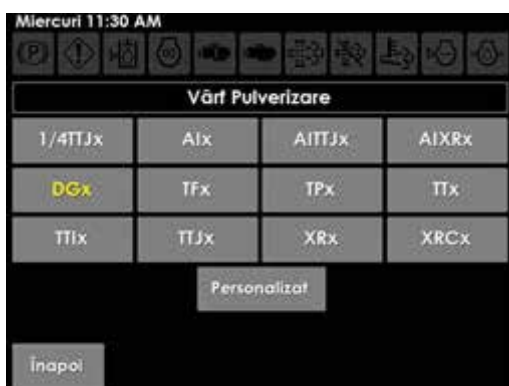 Miercuri 11:30 AM
Vârf Pulverizare
1/4TTJx AIx AITTJx AIXRx
DGx TFx TPx TTx
TTIx TTJx XRx XRCx
Personalizat
Înapoi